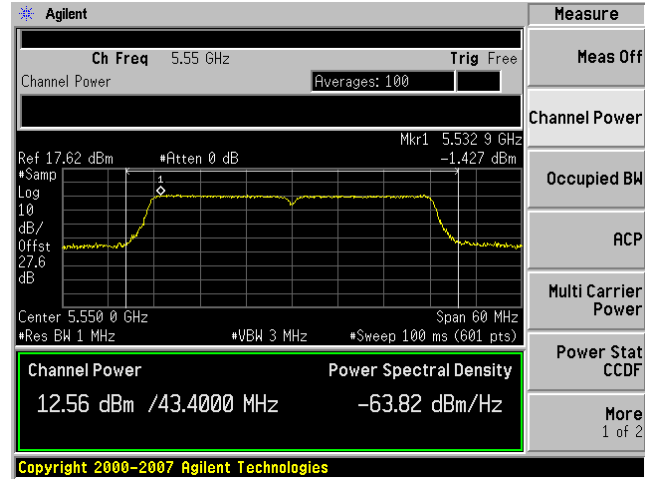 Agilent
Measure
Ch Freq 5.55 GHz Trig Free
Channel Power Averages: 100
Mkr1 5.532 9 GHz
Ref 17.62 dBm #Atten 0 dB -1.427 dBm
#Samp
Log
10
dB/
Offst
27.6
dB
1
Center 5.550 0 GHz Span 60 MHz
#Res BW 1 MHz #VBW 3 MHz #Sweep 100 ms (601 pts)
Channel Power Power Spectral Density
12.56 dBm /43.4000 MHz -63.82 dBm/Hz
Copyright 2000-2007 Agilent Technologies
Meas Off
Channel Power
Occupied BW
ACP
Multi Carrier
Power
Power Stat
CCDF
More
1 of 2